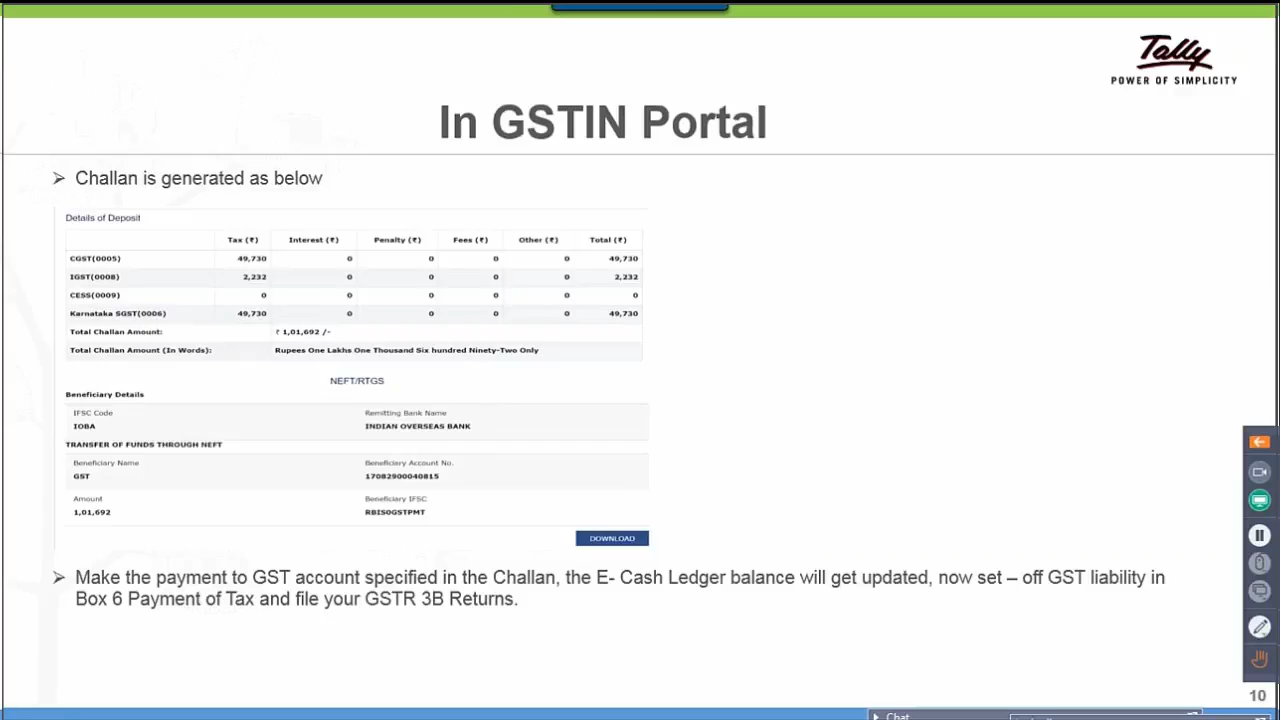 Tally
POWER OF SIMPLICITY
In GSTIN Portal
➢ Challan is generated as below
Details of Deposit
Tax (₹) Interest (₹) Penalty (₹) Fees (₹) Other (₹) Total (₹)
CGST(0005) 49,730 0 0 0 0 49,730
IGST(0008) 2,232 0 0 0 0 2,232
CESS(0009) 0 0 0 0 0 0
Karnataka SGST(0006) 49,730 0 0 0 0 49,730
Total Challan Amount: ₹ 1,01,692 /-
Total Challan Amount (In Words): Rupees One Lakhs One Thousand Six hundred Ninety-Two Only
NEFT/RTGS
Beneficiary Details
IFSC Code Remitting Bank Name
IOBA INDIAN OVERSEAS BANK
TRANSFER OF FUNDS THROUGH NEFT
Beneficiary Name Beneficiary Account No.
GST 17082900040815
Amount Beneficiary IFSC
1,01,692 RBIS0GSTPMT
DOWNLOAD
➢ Make the payment to GST account specified in the Challan, the E- Cash Ledger balance will get updated, now set – off GST liability in
Box 6 Payment of Tax and file your GSTR 3B Returns.
10
Chat